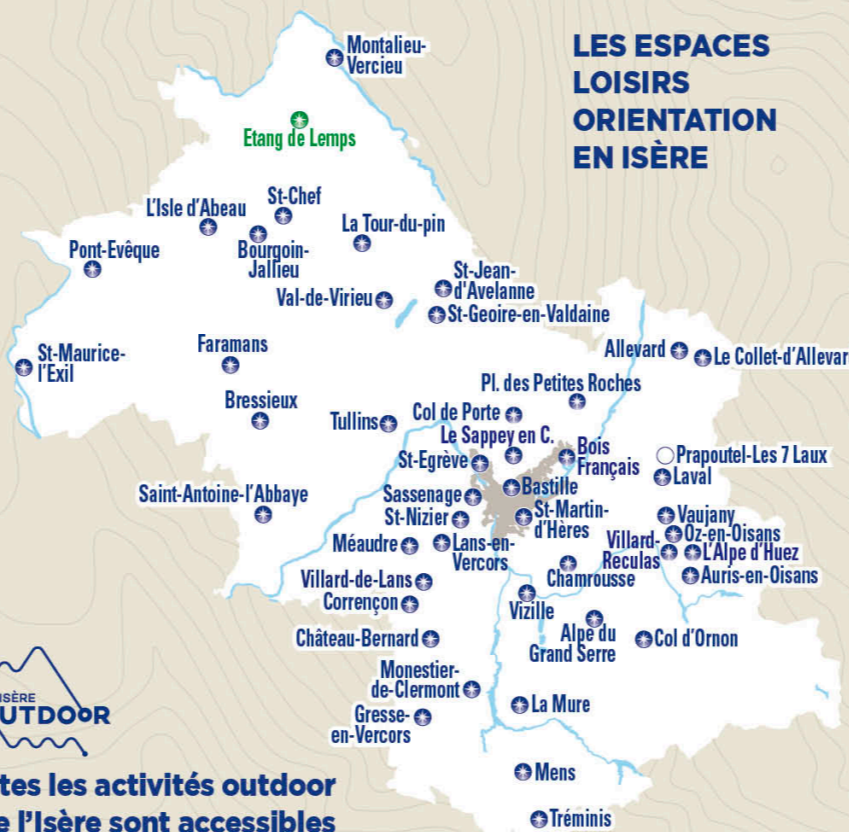 LES ESPACES
LOISIRS
ORIENTATION
EN ISÈRE
Montalieu-
Vercieu
Etang de Lemps
St-Chef
L'Isle d'Abeau
La Tour-du-pin
Bourgoin-
Jallieu
Pont-Evêque
St-Jean-
d'Avelanne
Val-de-Virieu
St-Geoire-en-Valdaine
Faramans
St-Maurice-
l'Exil
Allevard
Le Collet-d'Allevar
Pl. des Petites Roches
Bressieux
Tullins
Col de Porte
Le Sappey en C.
Bois
Français
St-Egrève
Prapoutel-Les 7 Laux
Laval
Saint-Antoine-l'Abbaye
Sassenage
Bastille
St-Nizier
St-Martin-
d'Hères
Vaujany
Oz-en-Oisans
Méaudre
Lans-en-
Vercors
Villard-
Reculas
L'Alpe d'Huez
Chamrousse
Auris-en-Oisans
Villard-de-Lans
Corrençon
Vizille
Château-Bernard
Alpe du
Grand Serre
Col d'Ornon
Monestier-
de-Clermont
La Mure
Gresse-
en-Vercors
Mens
Tréminis
ISÈRE
UTDOOR
tes les activités outdoor
e l'Isère sont accessibles